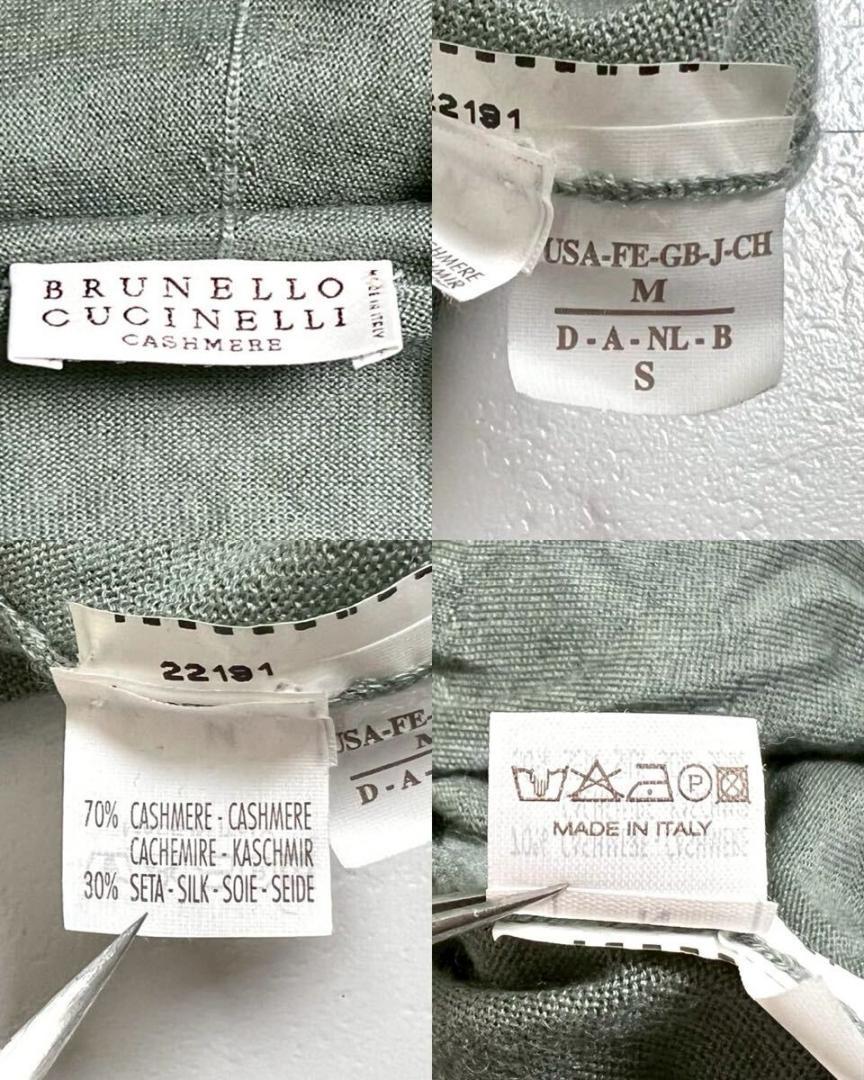 BRUNELLO
CUCINELLI
CASHMERE
MADE IN ITALY
22191
USA-FE-GB-J-CH
M
D - A - NL - B
S
22191
USA-FE-
D - A -
70% CASHMERE - CASHMERE
CACHEMIRE - KASCHMIR
30% SETA - SILK - SOIE - SEIDE
P
MADE IN ITALY